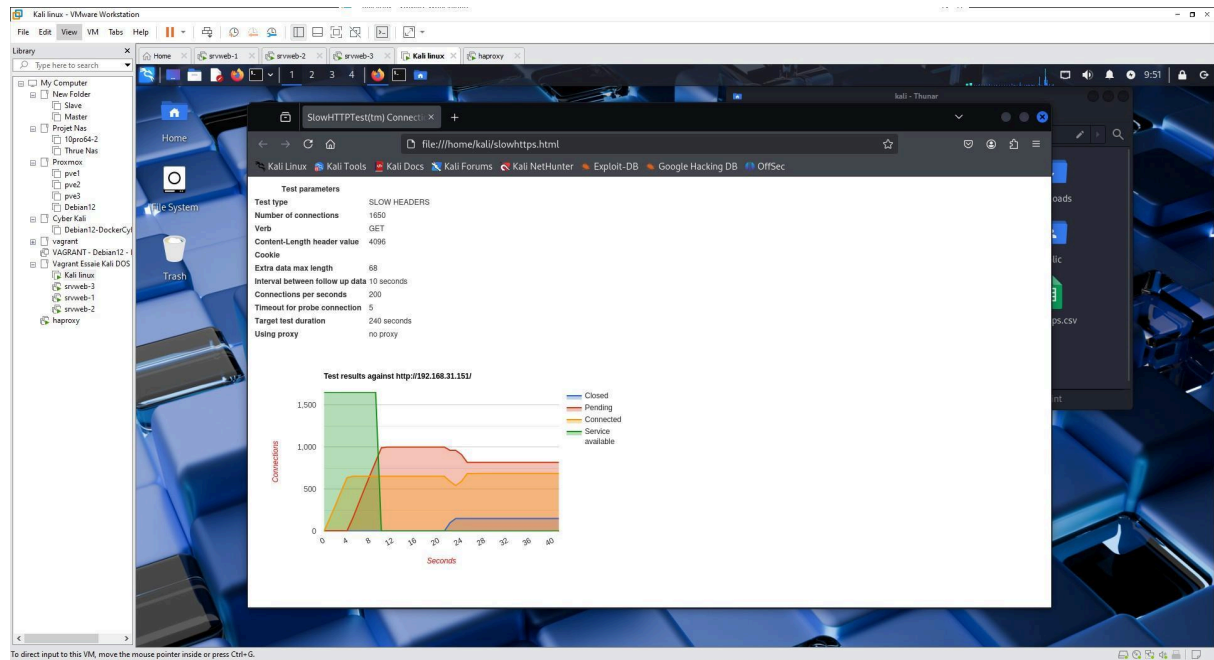 Kali linux - VMware Workstation
File Edit View VM Tabs Help
Library
Type here to search
My Computer
New Folder
Slave
Master
Projet Nas
10pro64-2
Thrue Nas
Proxmox
pve1
pve2
pve3
Debian12
Cyber Kali
Debian12-DockerCyl
vagrant
VAGRANT - Debian12 -
Vagrant Essaie Kali DOS
Kali linux
srvweb-3
srvweb-1
srvweb-2
haproxy
Home srvweb-1 srvweb-2 srvweb-3 Kali linux haproxy
1 2 3 4 9:51
Home
File System
Trash
kali - Thunar
oads
lic
ps.csv
int
SlowHTTPTest(tm) Connecti
file:///home/kali/slowhttps.html
Kali Linux Kali Tools Kali Docs Kali Forums Kali NetHunter Exploit-DB Google Hacking DB OffSec
Test parameters
Test type SLOW HEADERS
Number of connections 1650
Verb GET
Content-Length header value 4096
Cookie
Extra data max length 68
Interval between follow up data 10 seconds
Connections per seconds 200
Timeout for probe connection 5
Target test duration 240 seconds
Using proxy no proxy
Test results against http://192.168.31.151/
Closed
Pending
Connected
Service
available
1,500
1,000
500
0
Connections
0 4 8 12 16 20 24 28 32 36 40
Seconds
To direct input to this VM, move the mouse pointer inside or press Ctrl+G.